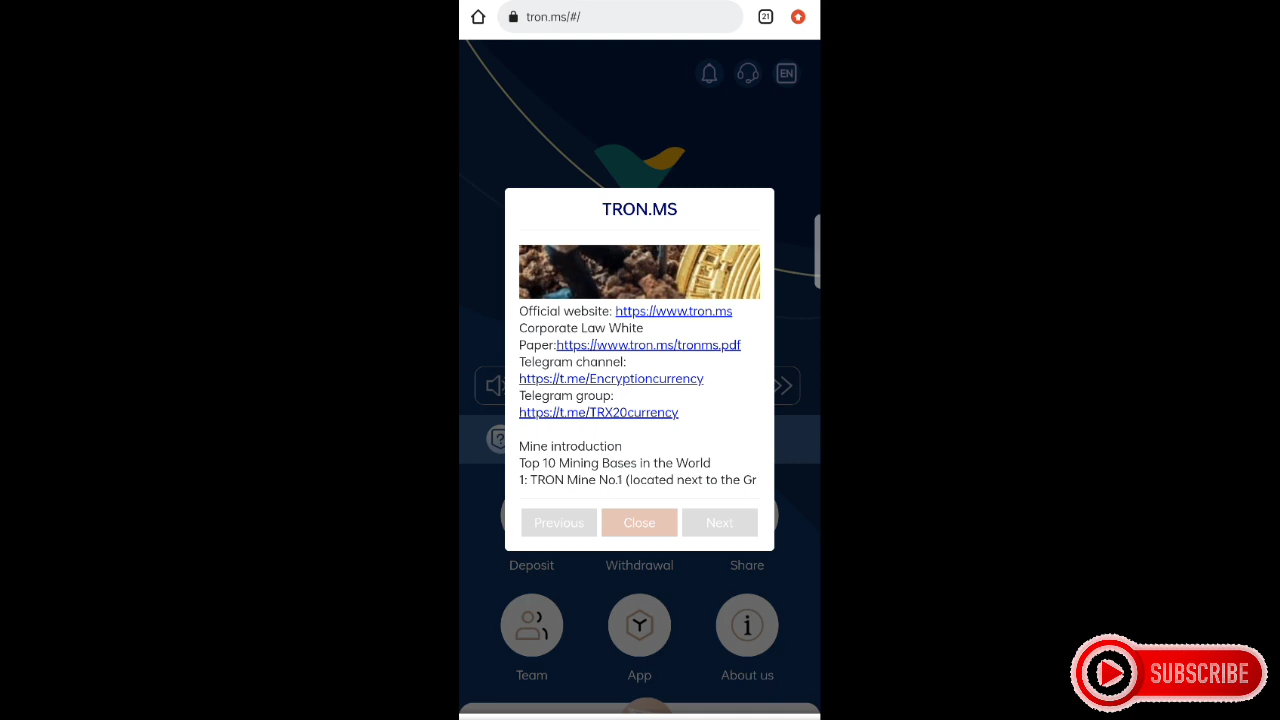 tron.ms/#/
21
EN
TRON.MS
Official website: https://www.tron.ms
Corporate Law White
Paper:https://www.tron.ms/tronms.pdf
Telegram channel:
https://t.me/Encryptioncurrency
Telegram group:
https://t.me/TRX20currency
Mine introduction
Top 10 Mining Bases in the World
1: TRON Mine No.1 (located next to the Gr
Previous
Close
Next
Deposit
Withdrawal
Share
Team
App
About us
SUBSCRIBE